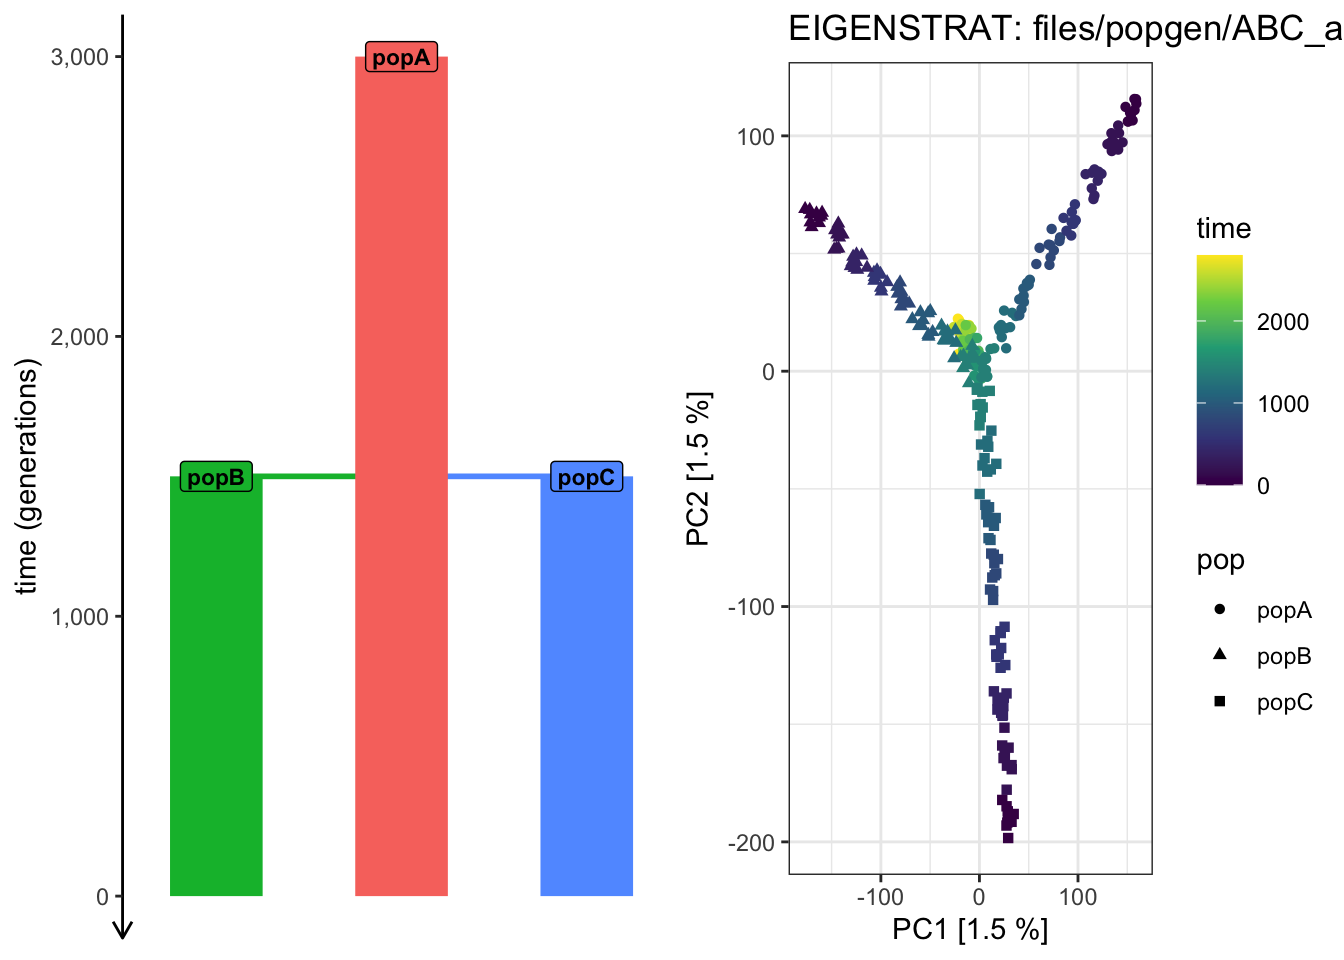 time (generations)
3,000
2,000
1,000
0
popA
popB
popC
EIGENSTRAT: files/popgen/ABC_a
PC2 [1.5 %]
100
0
-100
-200
-100
0
100
PC1 [1.5 %]
time
2000
1000
0
pop
popA
popB
popC